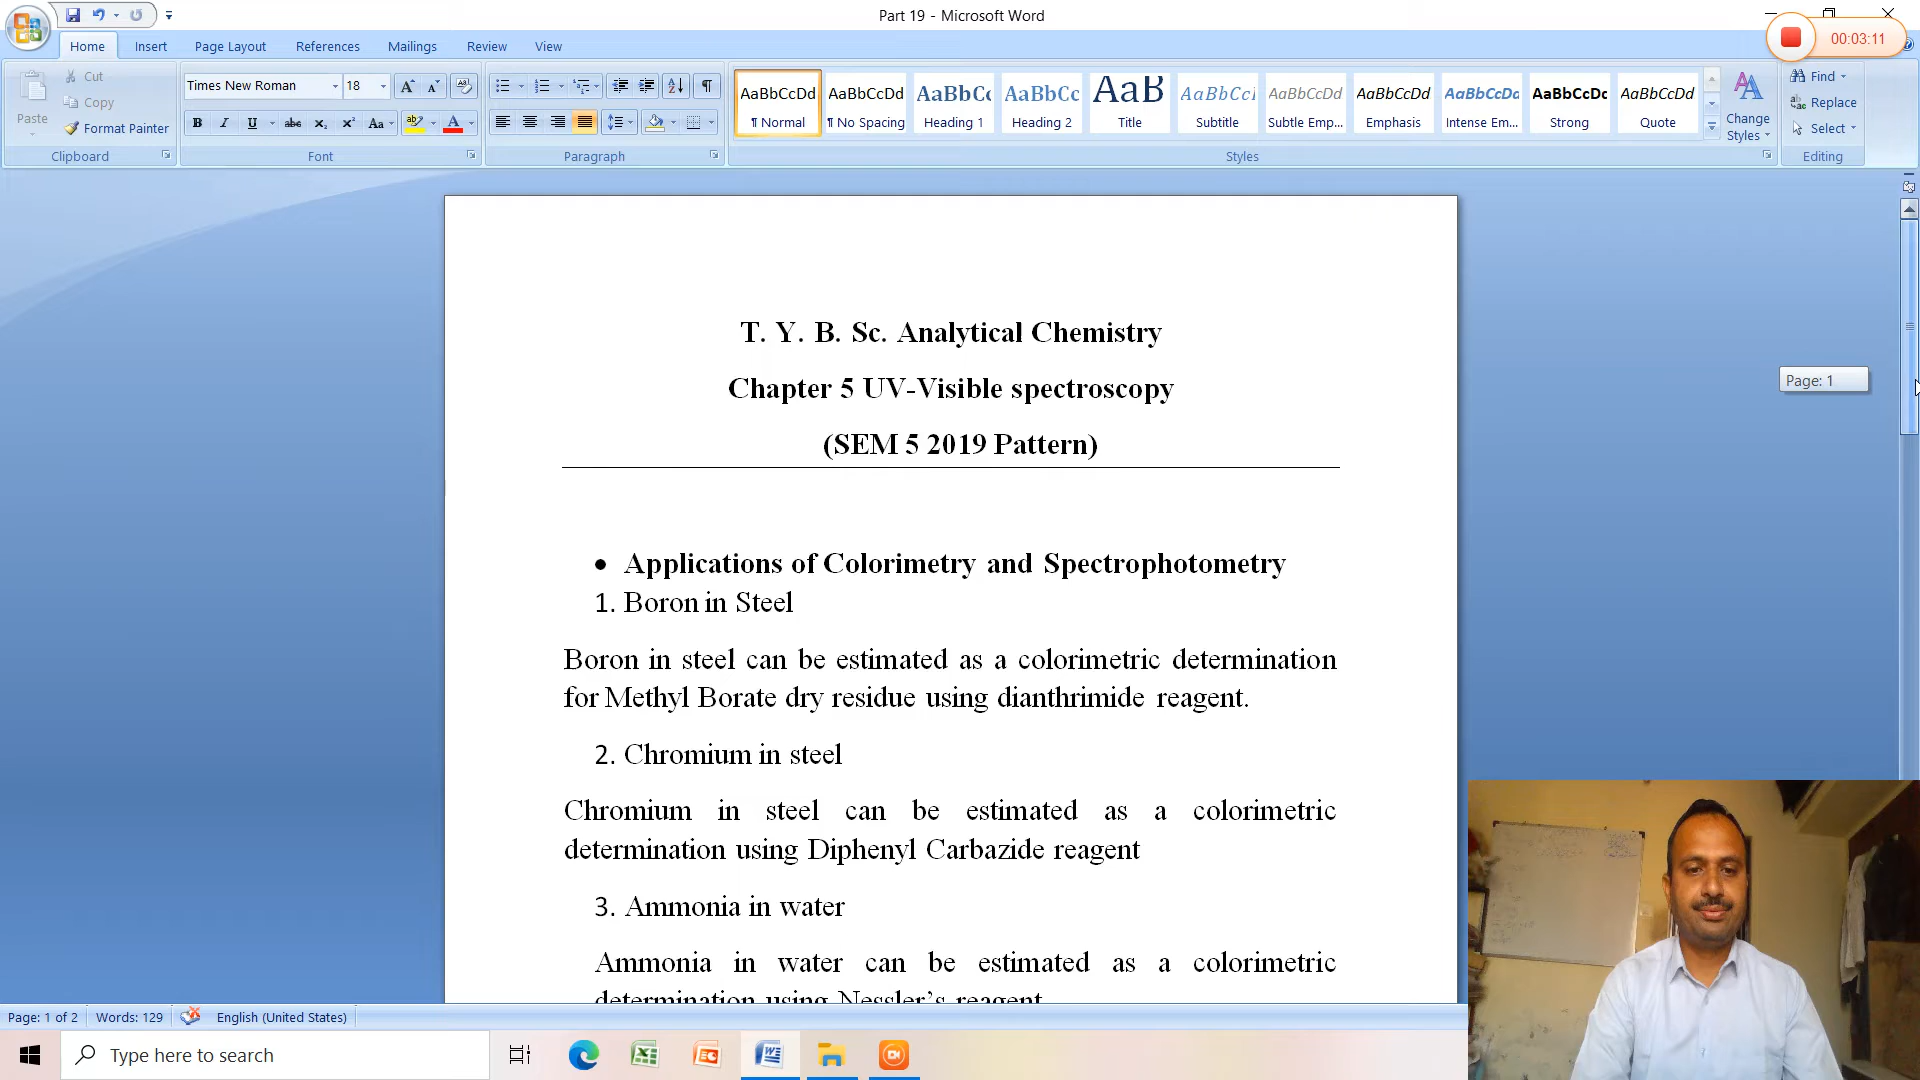 Part 19 - Microsoft Word
00:03:11
Home Insert Page Layout References Mailings Review View
Cut
Copy
Paste
Format Painter
Clipboard
Times New Roman 18
Font
Paragraph
AaBbCcDd AaBbCcDd AaBbCc AaBbCc AaB AaBbCcI AaBbCcDd AaBbCcDd AaBbCcDd AaBbCcDc AaBbCcDd
¶ Normal ¶ No Spacing Heading 1 Heading 2 Title Subtitle Subtle Emp... Emphasis Intense Em... Strong Quote
Styles
Change
Styles
Find
Replace
Select
Editing
T. Y. B. Sc. Analytical Chemistry
Chapter 5 UV-Visible spectroscopy
(SEM 5 2019 Pattern)
Page: 1
• Applications of Colorimetry and Spectrophotometry
1. Boron in Steel
Boron in steel can be estimated as a colorimetric determination
for Methyl Borate dry residue using dianthrimide reagent.
2. Chromium in steel
Chromium in steel can be estimated as a colorimetric
determination using Diphenyl Carbazide reagent
3. Ammonia in water
Ammonia in water can be estimated as a colorimetric
determination using Nessler's reagent
Page: 1 of 2 Words: 129 English (United States)
Type here to search